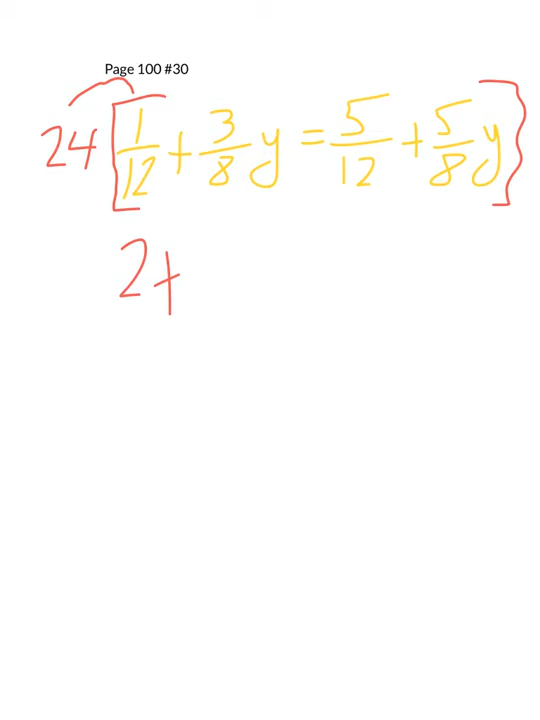 Page 100 #30
24[1/12 + 3/8 y = 5/12 + 5/8 y]
2+